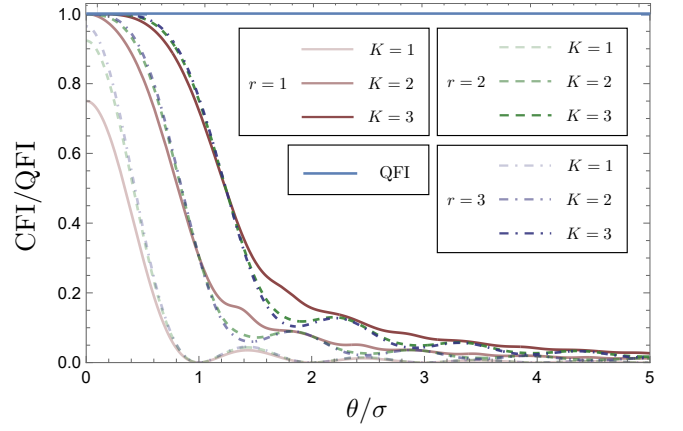 CFI/QFI
1.0
0.8
0.6
0.4
0.2
0.0
r = 1
K = 1
K = 2
K = 3
r = 2
K = 1
K = 2
K = 3
QFI
r = 3
K = 1
K = 2
K = 3
0 1 2 3 4 5
θ/σ